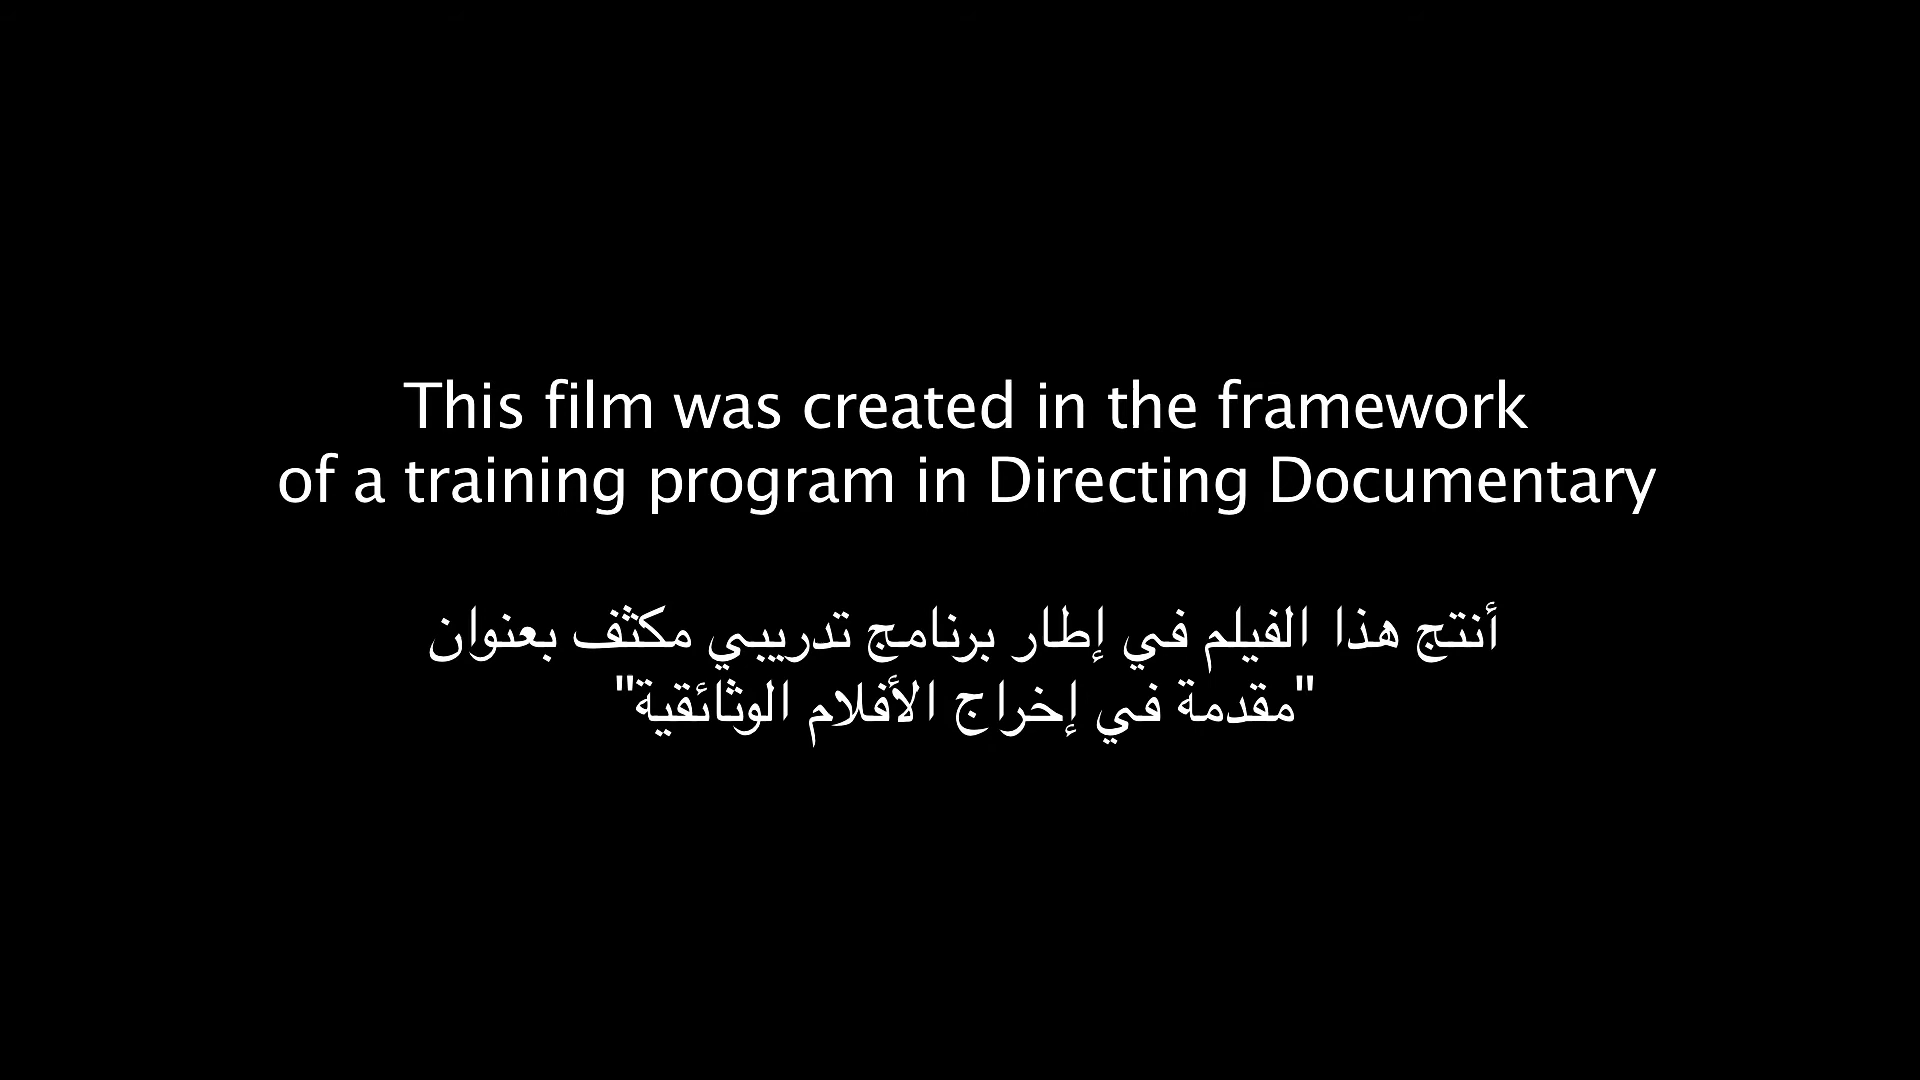 This film was created in the framework
of a training program in Directing Documentary
أنتج هذا الفيلم في إطار برنامج تدريبي مكثف بعنوان
"مقدمة في إخراج الأفلام الوثائقية"